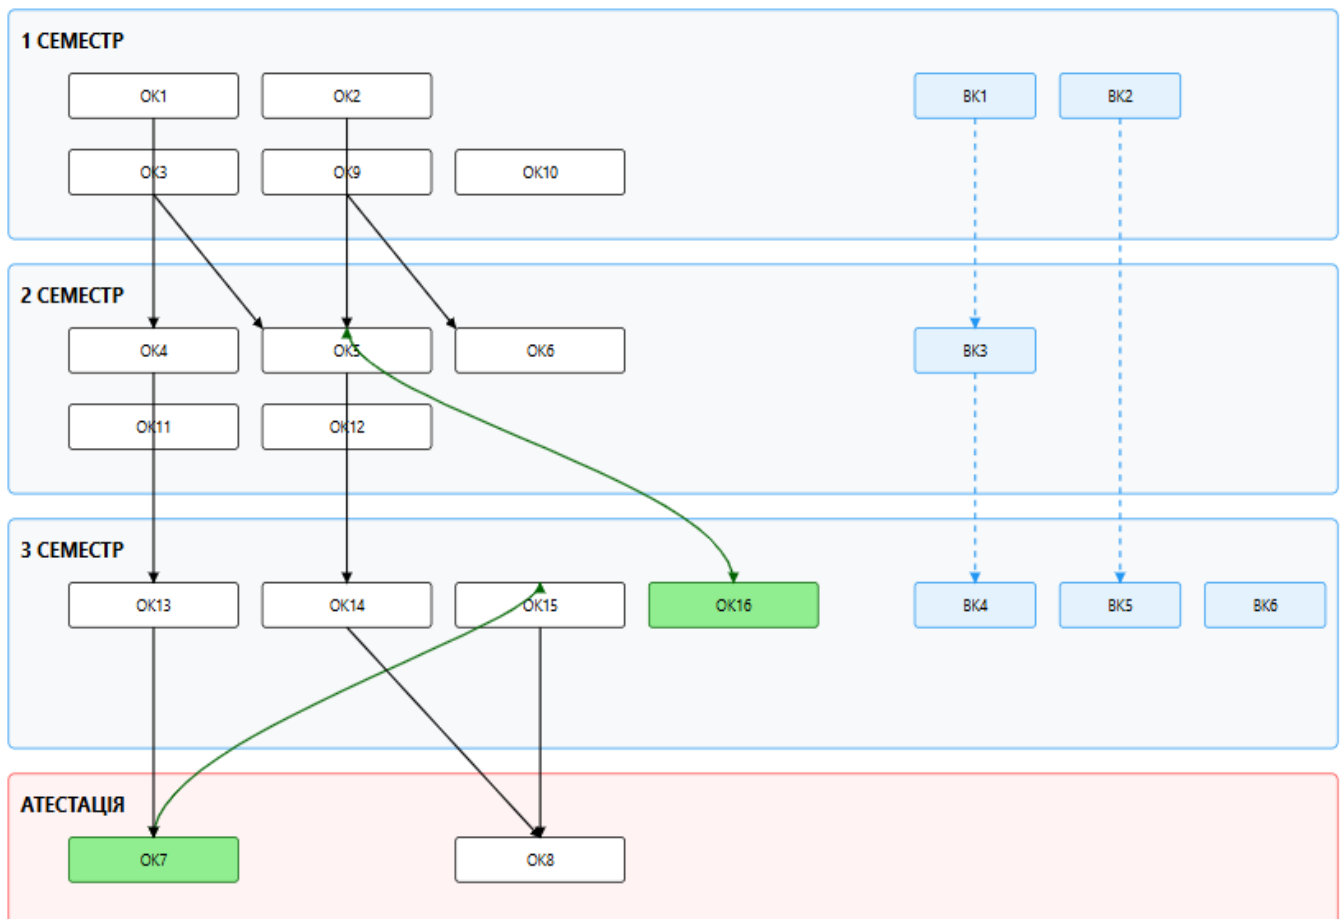 1 СЕМЕСТР
ОК1 ОК2 ВК1 ВК2
ОК3 ОК9 ОК10
2 СЕМЕСТР
ОК4 ОК5 ОК6 ВК3
ОК11 ОК12
3 СЕМЕСТР
ОК13 ОК14 ОК15 ОК16 ВК4 ВК5 ВК6
АТЕСТАЦІЯ
ОК7 ОК8